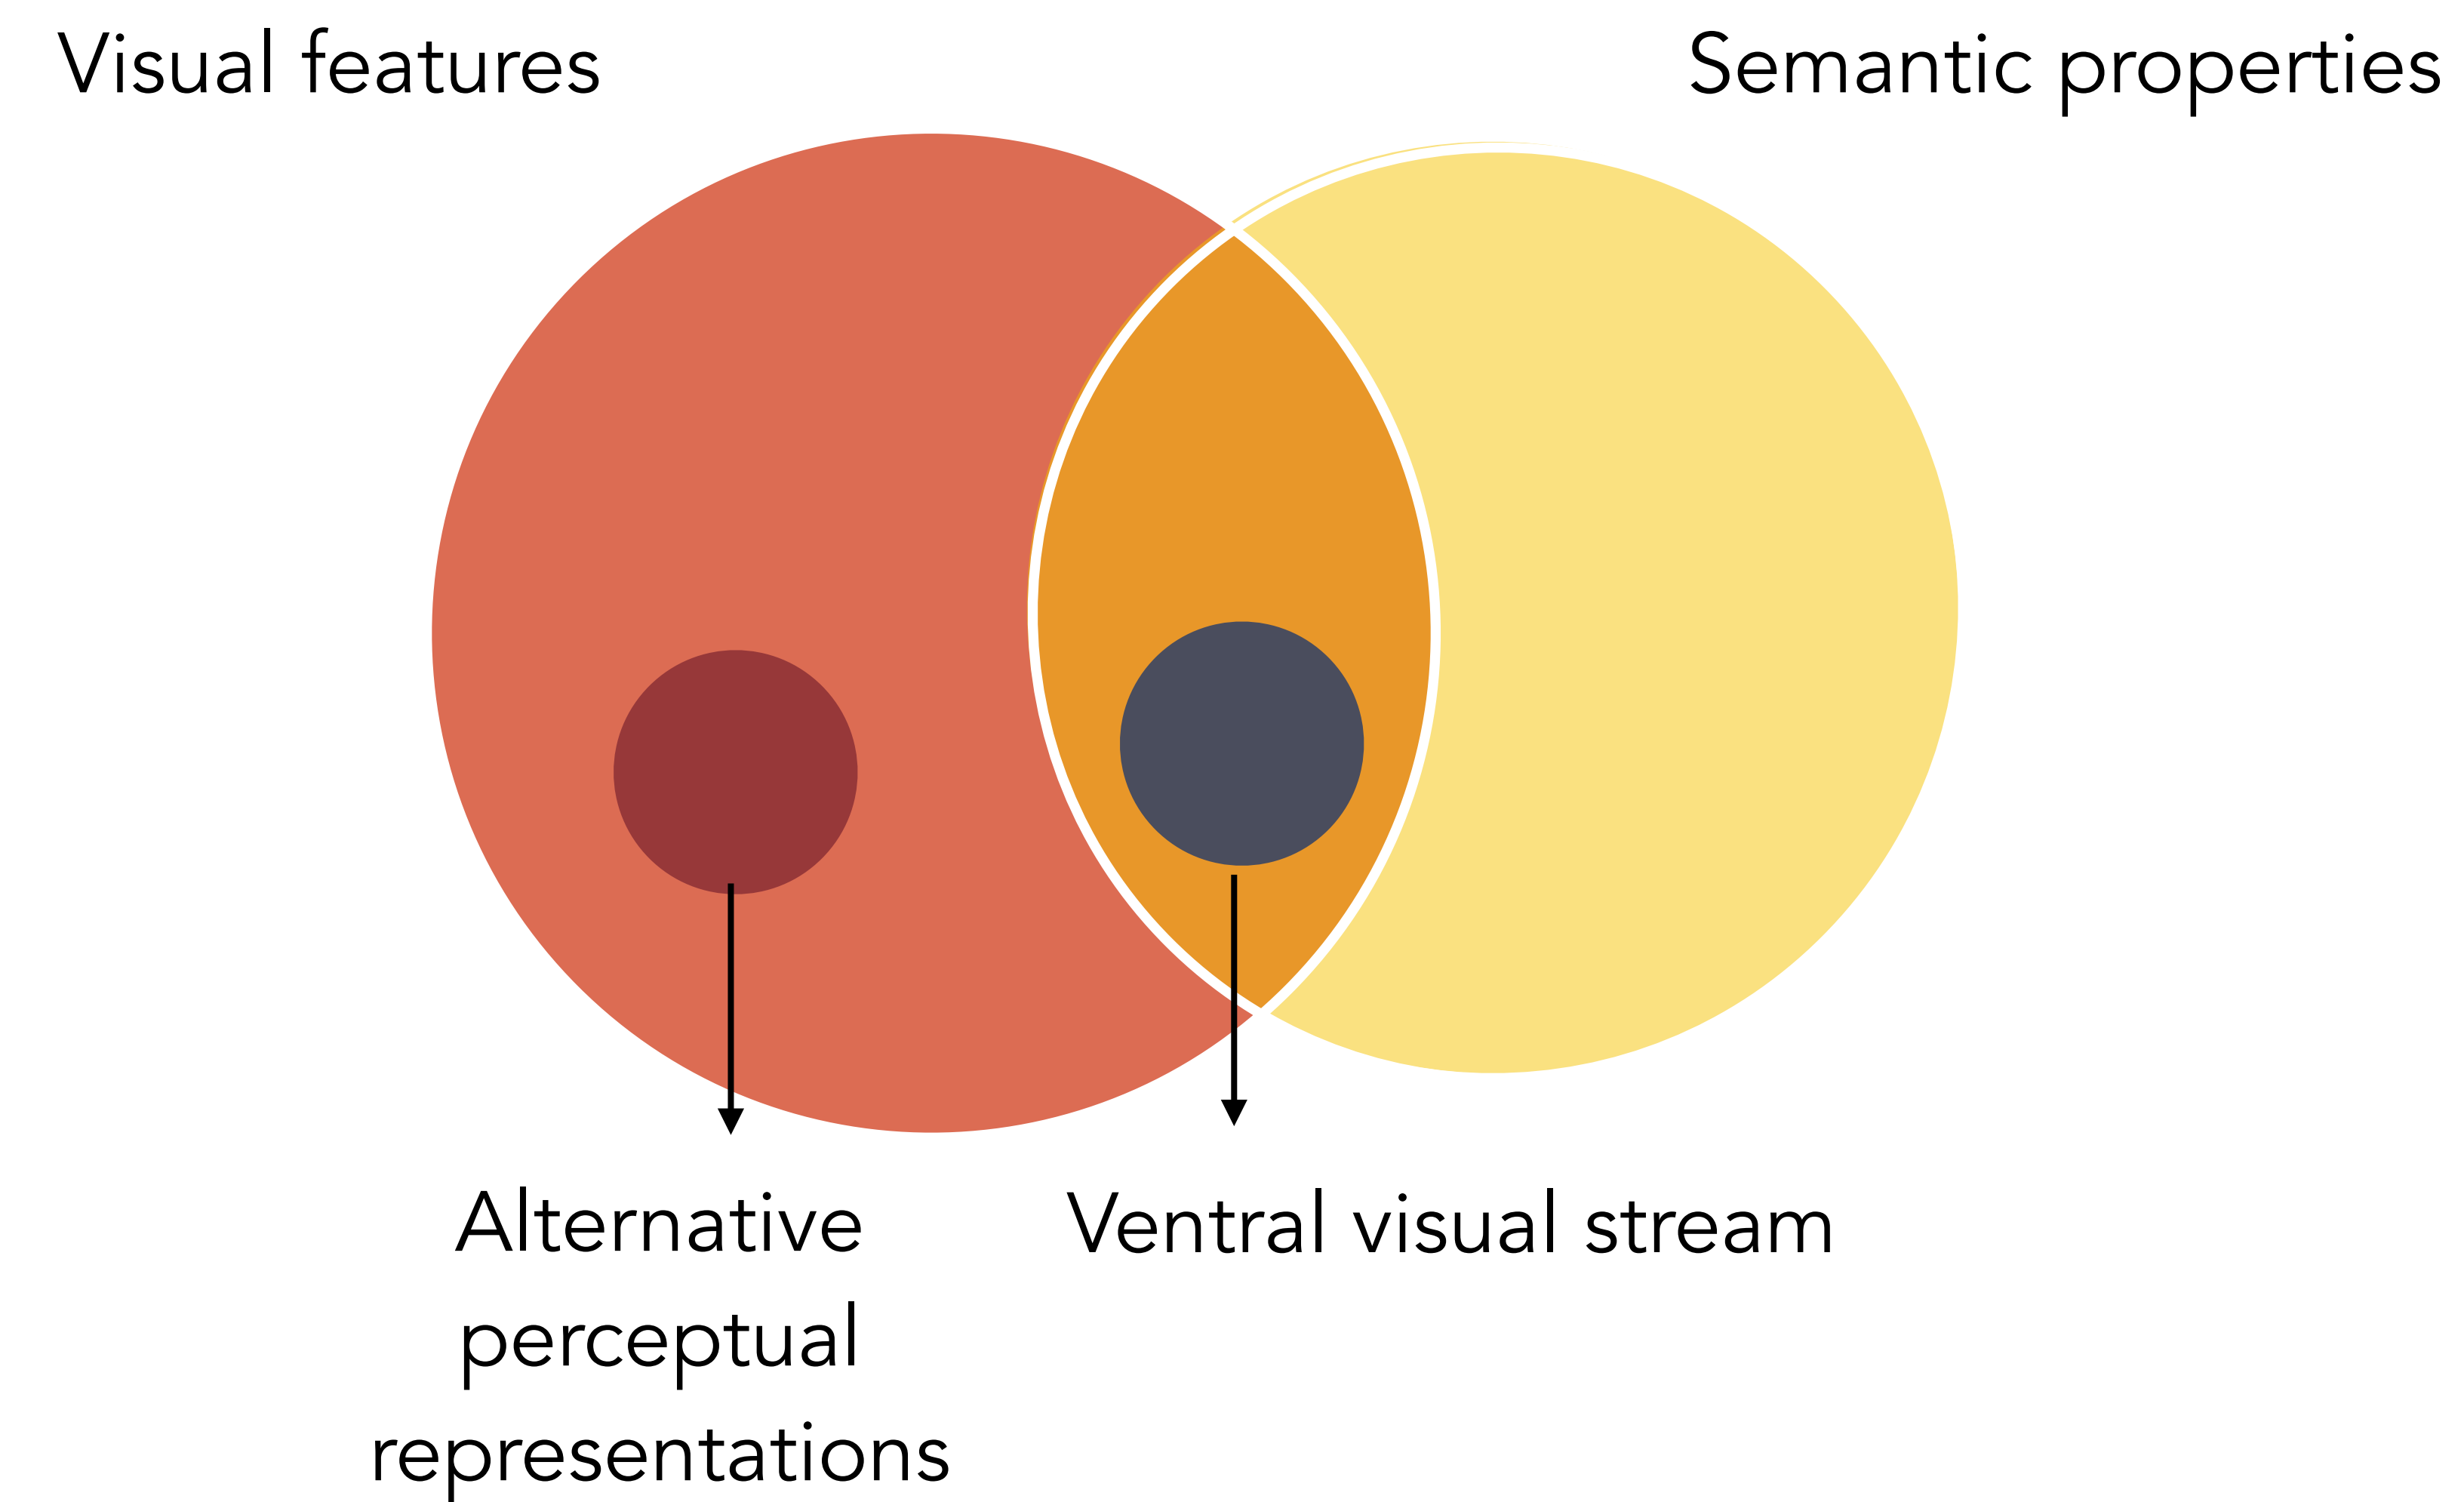 Visual features
Semantic properties
Alternative
perceptual
representations
Ventral visual stream